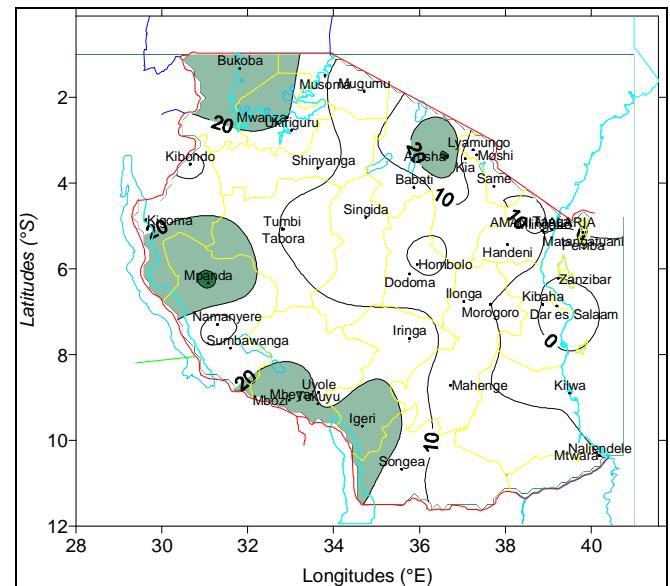 Bukoba
Musoma
Mugumu
2
20
Mwanza
Ukiriguru
Lyamungo
20
Arusha
Moshi
Kia
Kibondo
Shinyanga
4
Babati
10
Same
Singida
10
Kigoma
20
Tumbi
Tabora
Handeni
Pemba
6
Mpanda
Hombolo
Dodoma
Zanzibar
Ilonga
Kibaha
Namanyere
Morogoro
Dar es Salaam
Iringa
0
Sumbawanga
8
20
Uyole
Mbeya
Mbozi
Tukuyu
Mahenge
Kilwa
Igeri
10
10
Songea
Naliendele
Mtwara
12
28 30 32 34 36 38 40
Latitudes (°S)
Longitudes (°E)